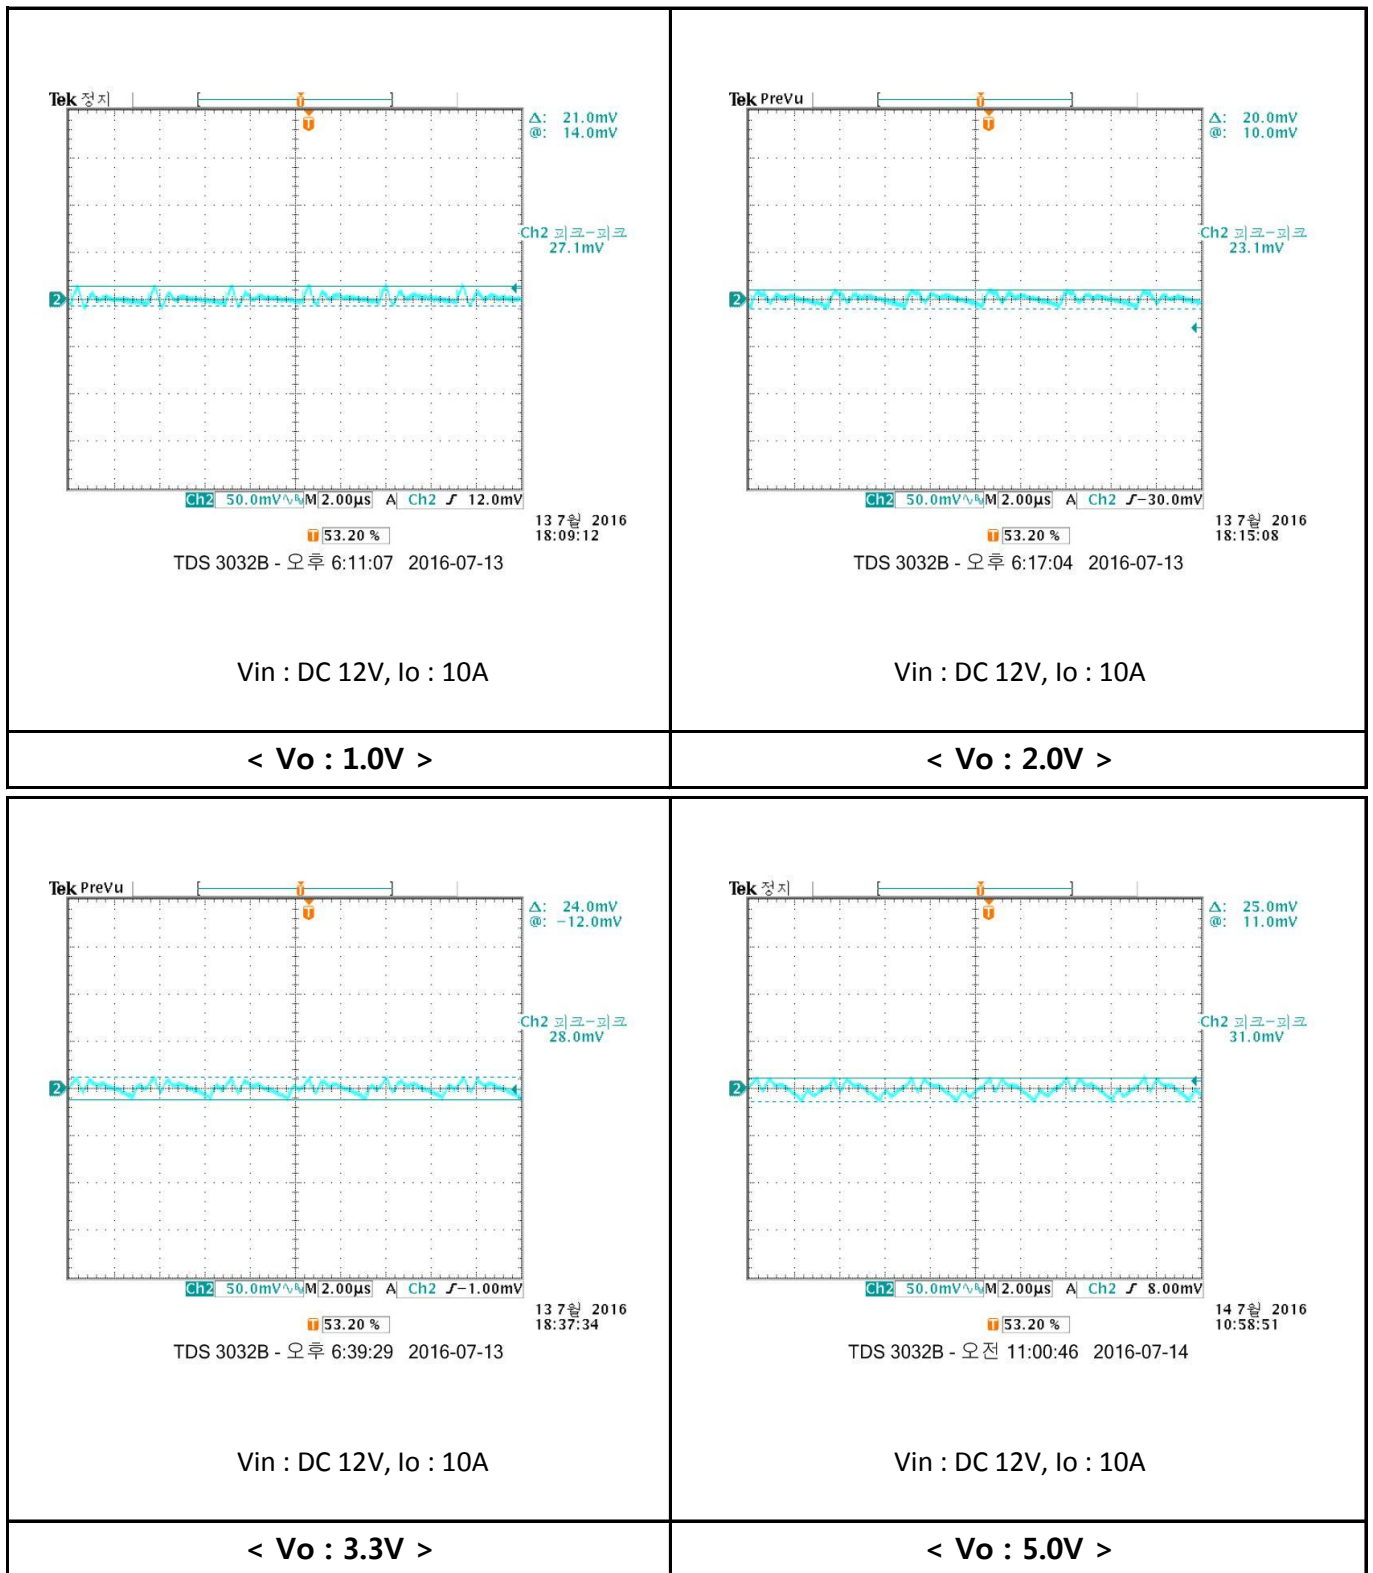 Tek 정지
Δ: 21.0mV
@: 14.0mV
Ch2 피크-피크
27.1mV
2
Ch2 50.0mV M 2.00µs A Ch2 12.0mV
13 7월 2016
18:09:12
53.20 %
TDS 3032B - 오후 6:11:07 2016-07-13
Vin : DC 12V, Io : 10A
< Vo : 1.0V >
Tek PreVu
Δ: 20.0mV
@: 10.0mV
Ch2 피크-피크
23.1mV
2
Ch2 50.0mV M 2.00µs A Ch2 -30.0mV
13 7월 2016
18:15:08
53.20 %
TDS 3032B - 오후 6:17:04 2016-07-13
Vin : DC 12V, Io : 10A
< Vo : 2.0V >
Tek PreVu
Δ: 24.0mV
@: -12.0mV
Ch2 피크-피크
28.0mV
2
Ch2 50.0mV M 2.00µs A Ch2 -1.00mV
13 7월 2016
18:37:34
53.20 %
TDS 3032B - 오후 6:39:29 2016-07-13
Vin : DC 12V, Io : 10A
< Vo : 3.3V >
Tek 정지
Δ: 25.0mV
@: 11.0mV
Ch2 피크-피크
31.0mV
2
Ch2 50.0mV M 2.00µs A Ch2 8.00mV
14 7월 2016
10:58:51
53.20 %
TDS 3032B - 오전 11:00:46 2016-07-14
Vin : DC 12V, Io : 10A
< Vo : 5.0V >